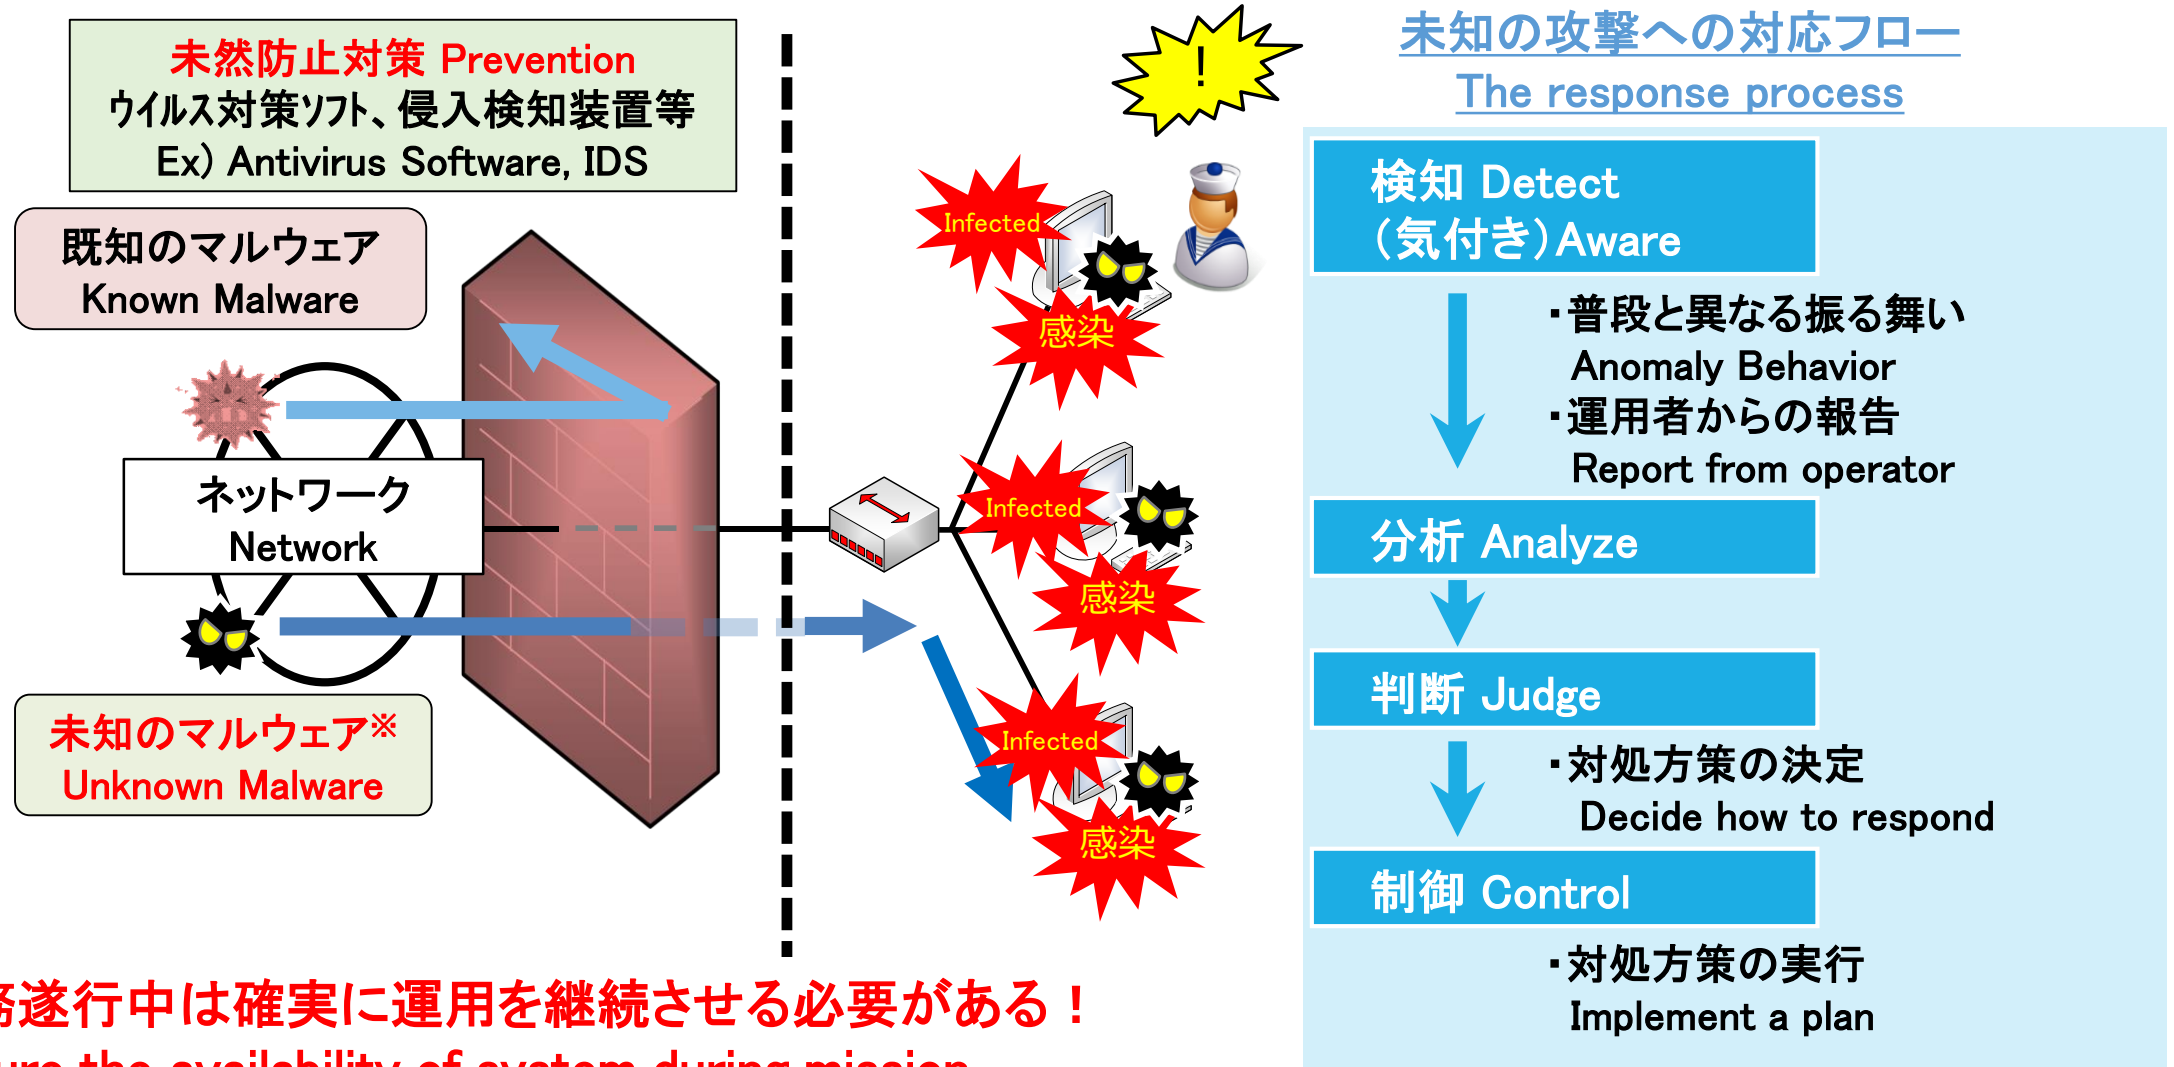 未然防止対策 Prevention
ウイルス対策ソフト、侵入検知装置等
Ex) Antivirus Software, IDS
既知のマルウェア
Known Malware
ネットワーク
Network
未知のマルウェア※
Unknown Malware
!
Infected
感染
Infected
感染
Infected
感染
務遂行中は確実に運用を継続させる必要がある！
the availability of system during mission
未知の攻撃への対応フロー
The response process
検知 Detect
（気付き）Aware
・普段と異なる振る舞い
Anomaly Behavior
・運用者からの報告
Report from operator
分析 Analyze
判断 Judge
・対処方策の決定
Decide how to respond
制御 Control
・対処方策の実行
Implement a plan